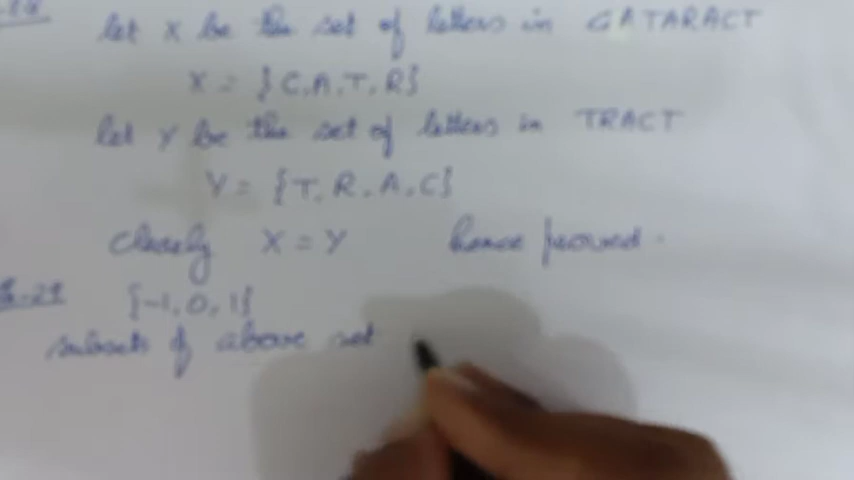 let X be the set of letters in CATARACT
X = {C, A, T, R}
let Y be the set of letters in TRACT
Y = {T, R, A, C}
Clearly X = Y hence proved.
{-1, 0, 1}
subsets of above set